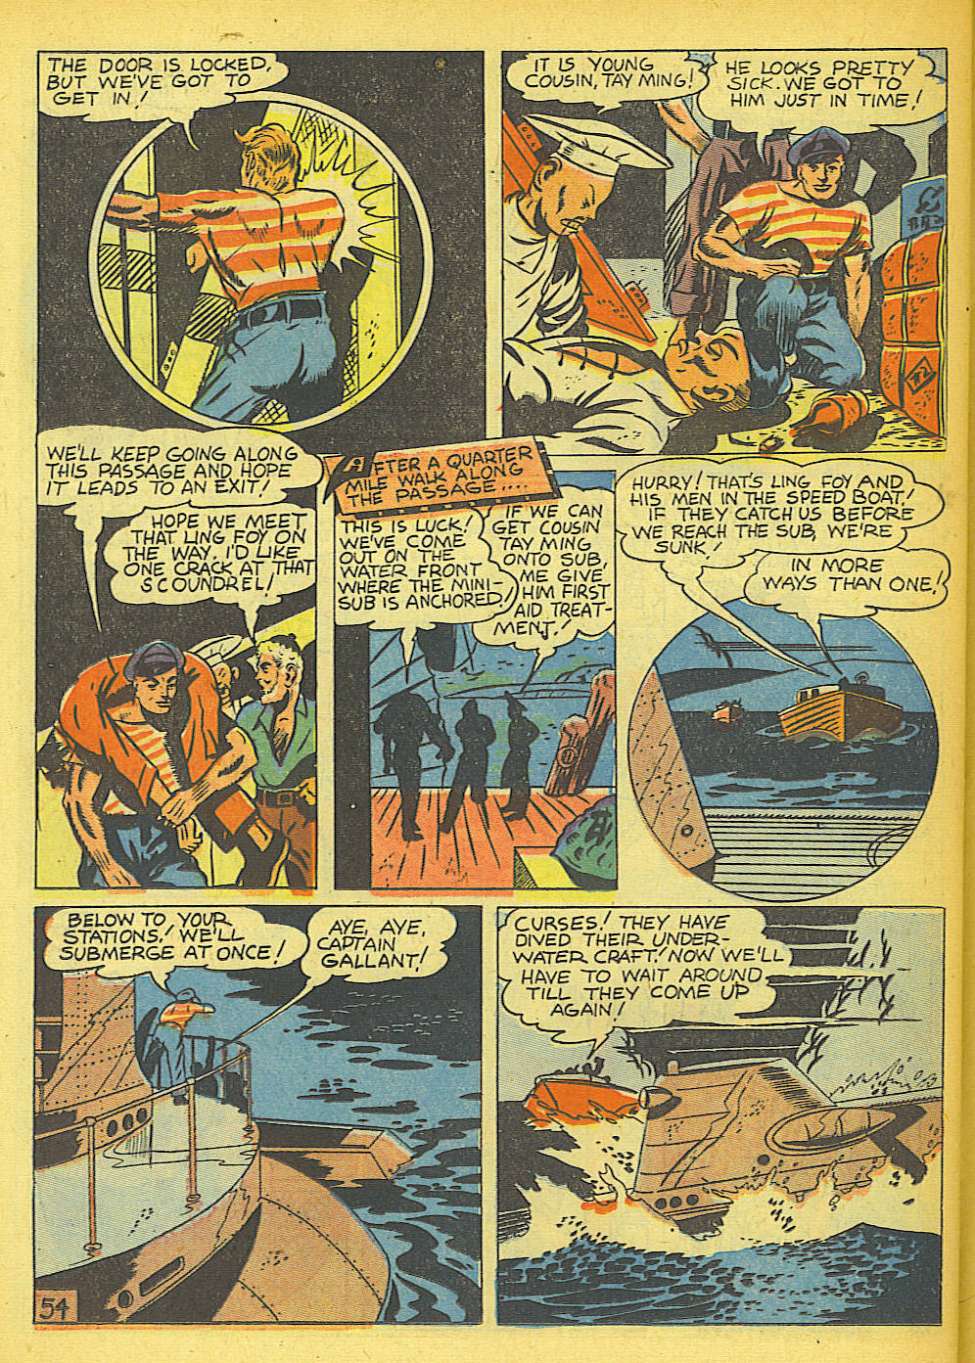 THE DOOR IS LOCKED,
BUT WE'VE GOT TO
GET IN!
IT IS YOUNG
COUSIN, TAY MING!
HE LOOKS PRETTY
SICK. WE GOT TO
HIM JUST IN TIME!
WE'LL KEEP GOING ALONG
THIS PASSAGE AND HOPE
IT LEADS TO AN EXIT!
HOPE WE MEET
THAT LING FOY ON
THE WAY. I'D LIKE
ONE CRACK AT THAT
SCOUNDREL!
AFTER A QUARTER
MILE WALK ALONG
THE PASSAGE....
THIS IS LUCK!
WE'VE COME
OUT ON THE
WATER FRONT
WHERE THE MINI-
SUB IS ANCHORED!
IF WE CAN
GET COUSIN
TAY MING
ONTO SUB,
ME GIVE
HIM FIRST
AID TREAT-
MENT!
HURRY! THAT'S LING FOY AND
HIS MEN IN THE SPEED BOAT!
IF THEY CATCH US BEFORE
WE REACH THE SUB, WE'RE
SUNK!
IN MORE
WAYS THAN ONE!
BELOW TO YOUR
STATIONS! WE'LL
SUBMERGE AT ONCE!
AYE, AYE,
CAPTAIN
GALLANT!
CURSES! THEY HAVE
DIVED THEIR UNDER-
WATER CRAFT! NOW WE'LL
HAVE TO WAIT AROUND
TILL THEY COME UP
AGAIN!
54